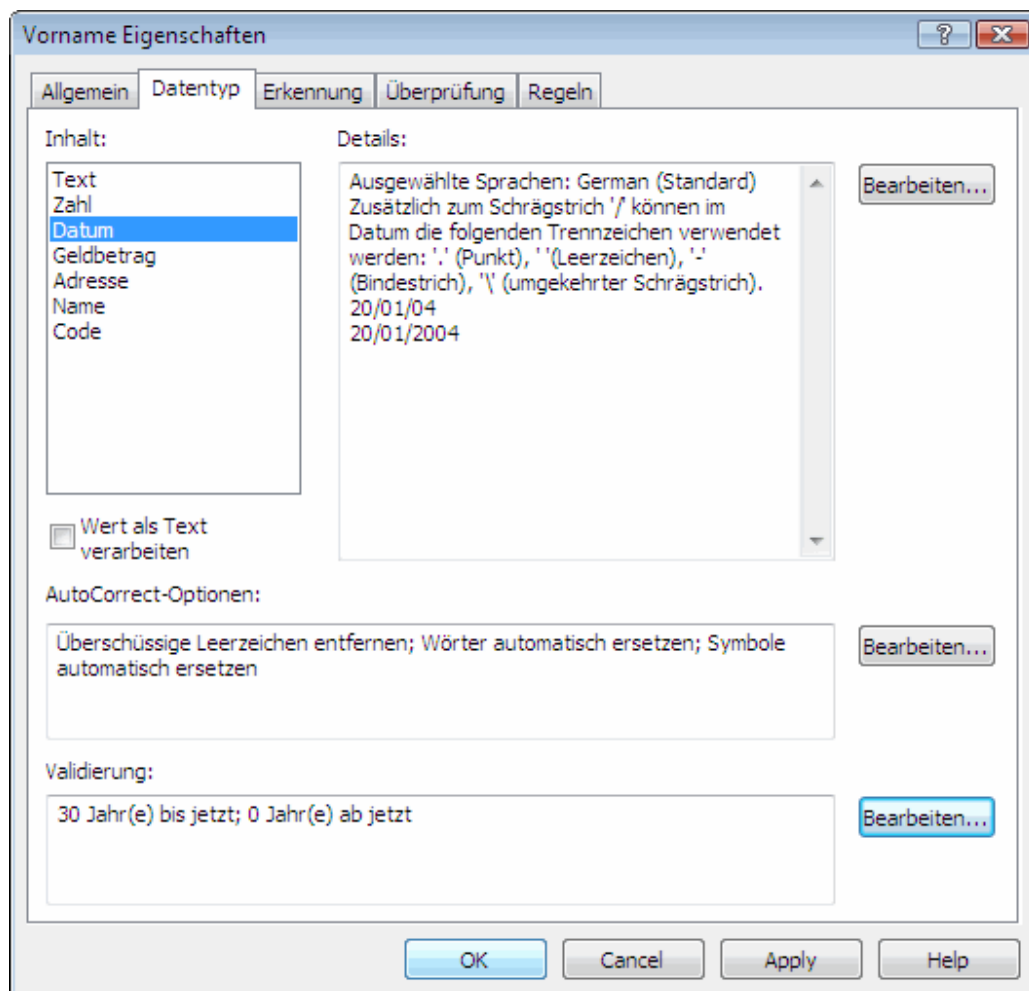 Vorname Eigenschaften
Allgemein Datentyp Erkennung Überprüfung Regeln
Inhalt:
Text
Zahl
Datum
Geldbetrag
Adresse
Name
Code
Wert als Text
verarbeiten
Details:
Ausgewählte Sprachen: German (Standard)
Zusätzlich zum Schrägstrich '/' können im
Datum die folgenden Trennzeichen verwendet
werden: '.' (Punkt), ' '(Leerzeichen), '-'
(Bindestrich), '\' (umgekehrter Schrägstrich).
20/01/04
20/01/2004
Bearbeiten...
AutoCorrect-Optionen:
Überschüssige Leerzeichen entfernen; Wörter automatisch ersetzen; Symbole
automatisch ersetzen
Bearbeiten...
Validierung:
30 Jahr(e) bis jetzt; 0 Jahr(e) ab jetzt
Bearbeiten...
OK Cancel Apply Help